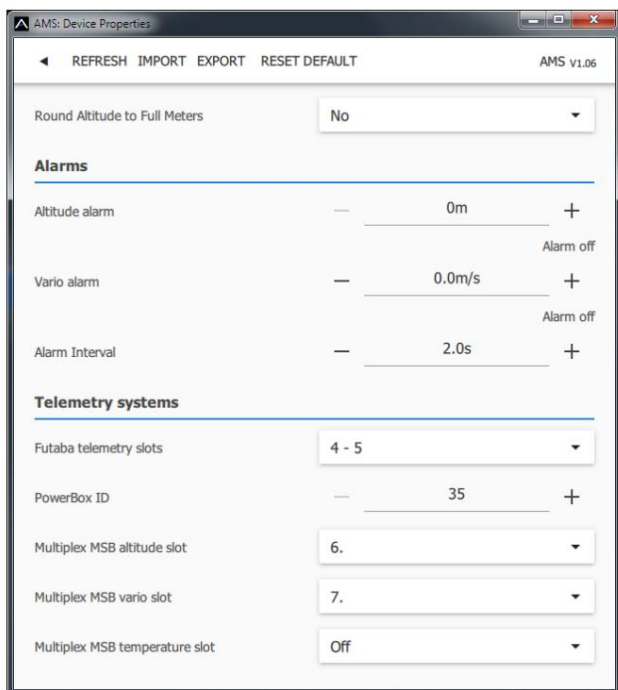 AMS: Device Properties
REFRESH IMPORT EXPORT RESET DEFAULT AMS V1.06
Round Altitude to Full Meters No
Alarms
Altitude alarm — 0m +
Alarm off
Vario alarm — 0.0m/s +
Alarm off
Alarm Interval — 2.0s +
Telemetry systems
Futaba telemetry slots 4 - 5
PowerBox ID — 35 +
Multiplex MSB altitude slot 6.
Multiplex MSB vario slot 7.
Multiplex MSB temperature slot Off